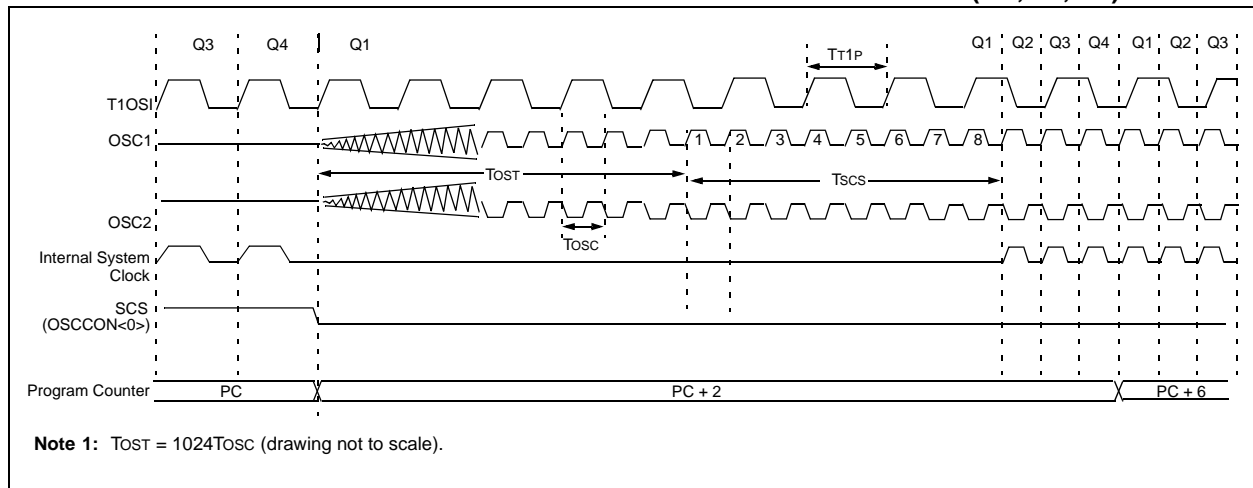 Q3 Q4 Q1 Q1 Q2 Q3 Q4 Q1 Q2 Q3
TT1P
T1OSI
OSC1
1 2 3 4 5 6 7 8
TOST
TSCS
OSC2
TOSC
Internal System
Clock
SCS
(OSCCON<0>)
Program Counter PC PC + 2 PC + 6
Note 1: TOST = 1024TOSC (drawing not to scale).